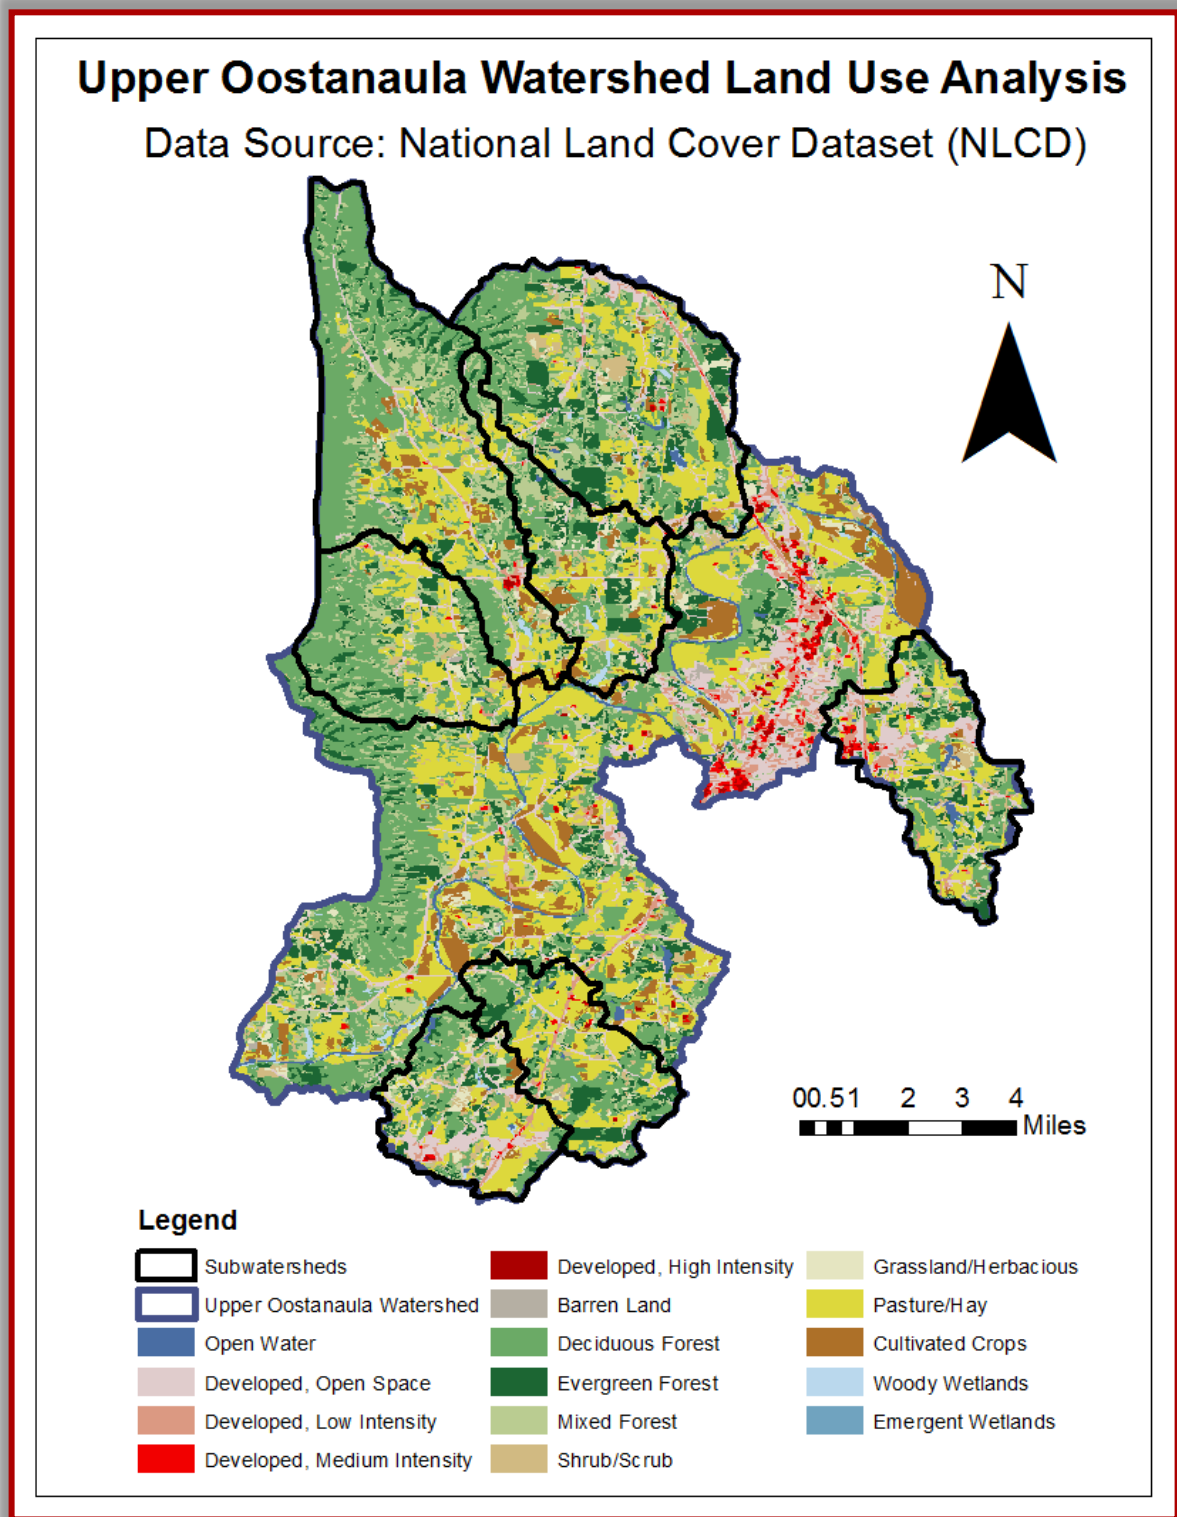 Upper Oostanaula Watershed Land Use Analysis
Data Source: National Land Cover Dataset (NLCD)
N
00.51 2 3 4
Miles
Legend
Subwatersheds
Upper Oostanaula Watershed
Open Water
Developed, Open Space
Developed, Low Intensity
Developed, Medium Intensity
Developed, High Intensity
Barren Land
Deciduous Forest
Evergreen Forest
Mixed Forest
Shrub/Scrub
Grassland/Herbacious
Pasture/Hay
Cultivated Crops
Woody Wetlands
Emergent Wetlands